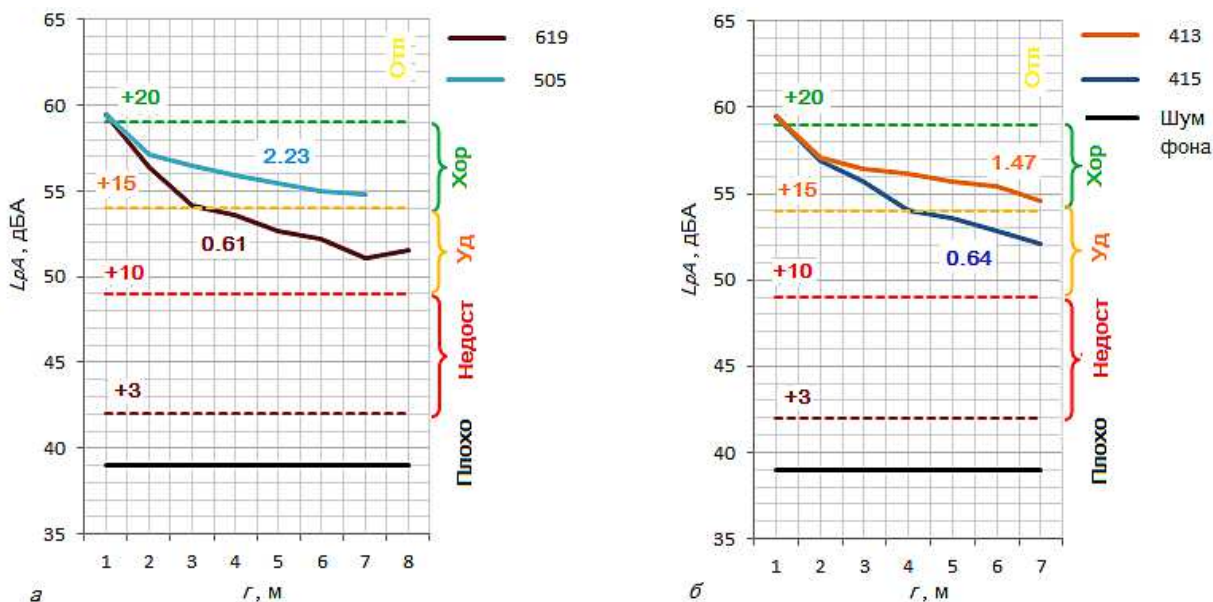 65
60
55
50
45
40
35
LpA, дБА
+20
+15
+10
+3
2.23
0.61
Отл
Хор
Уд
Недост
Плохо
619
505
1 2 3 4 5 6 7 8
а
r, м
65
60
55
50
45
40
35
LpA, дБА
+20
+15
+10
+3
1.47
0.64
Отл
Хор
Уд
Недост
Плохо
413
415
Шум
фона
1 2 3 4 5 6 7
б
r, м